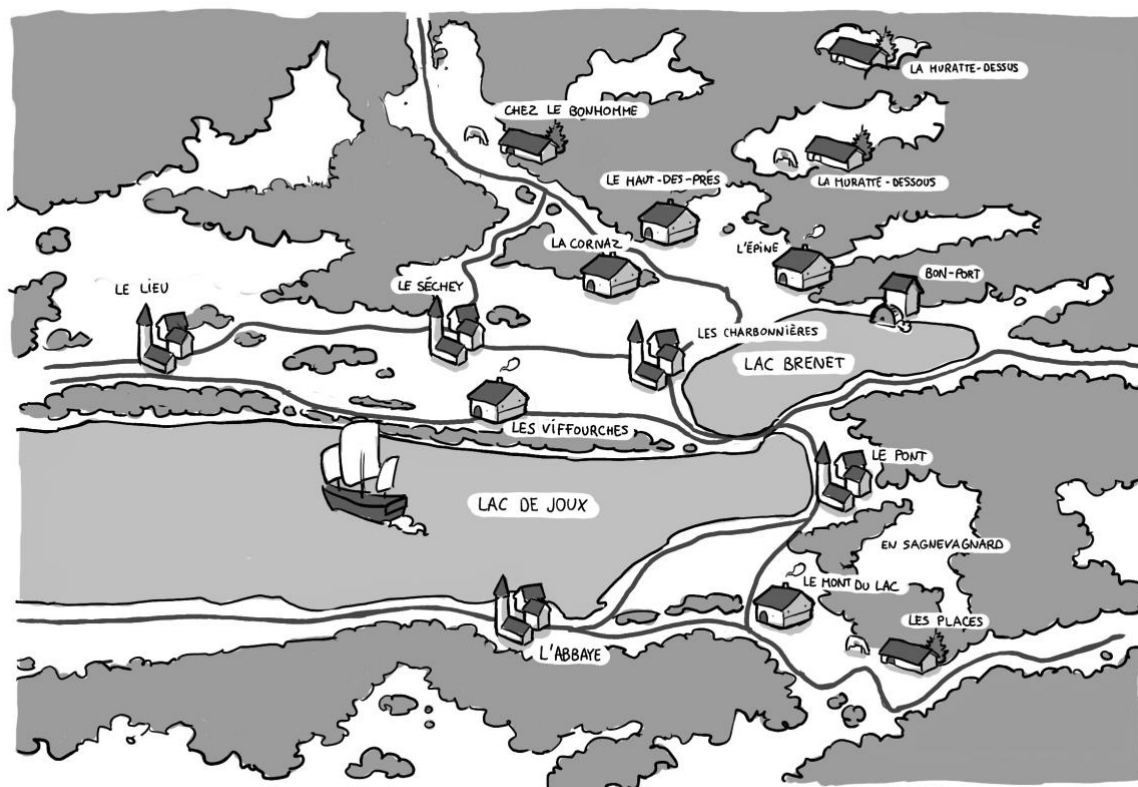 LA MURATTE-DESSUS
CHEZ LE BONHOMME
LE HAUT-DES-PRÉS
LA MURATTE-DESSOUS
LA CORNAZ
L'ÉPINE
BON-PORT
LE LIEU
LE SÉCHEY
LES CHARBONNIÈRES
LAC BRENET
LES VIFFOURCHES
LE PONT
LAC DE JOUX
EN SAGNEVAGNARD
LE MONT DU LAC
LES PLACES
L'ABBAYE